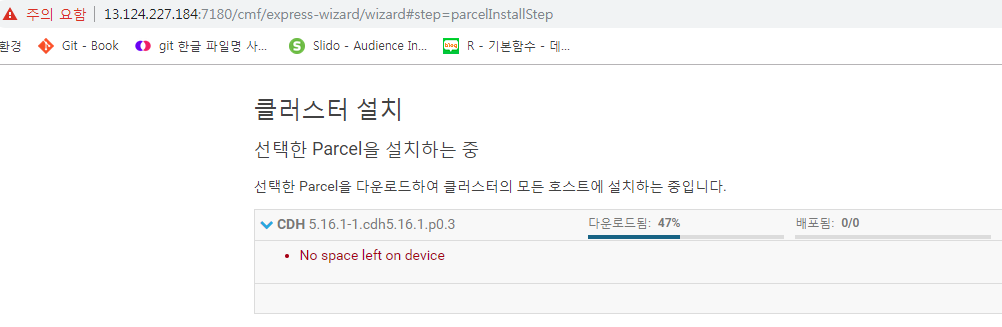 주의 요함 13.124.227.184:7180/cmf/express-wizard/wizard#step=parcelInstallStep
환경 Git - Book git 한글 파일명 사... Slido - Audience In... R - 기본함수 - 데...
클러스터 설치
선택한 Parcel을 설치하는 중
선택한 Parcel을 다운로드하여 클러스터의 모든 호스트에 설치하는 중입니다.
CDH 5.16.1-1.cdh5.16.1.p0.3 다운로드됨: 47% 배포됨: 0/0
• No space left on device